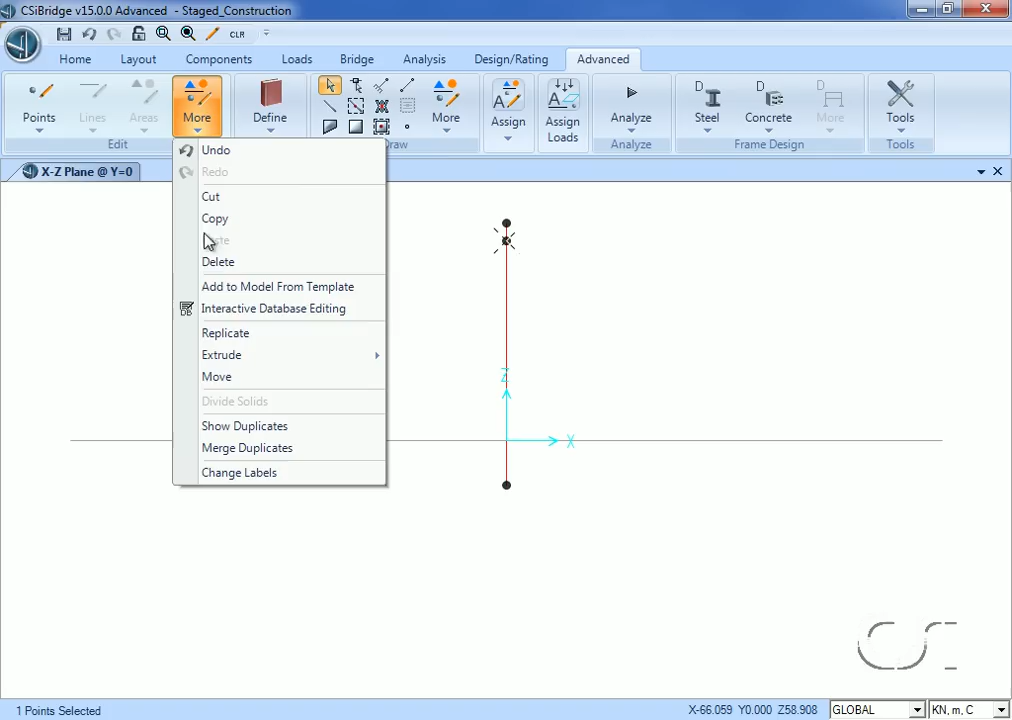 CSiBridge v15.0.0 Advanced - Staged_Construction
CLR
Home Layout Components Loads Bridge Analysis Design/Rating Advanced
Points Lines Areas More Define More Assign Assign Loads Analyze Steel Concrete More Tools
Edit Draw Analyze Frame Design Tools
X-Z Plane @ Y=0
Undo
Redo
Cut
Copy
Delete
Add to Model From Template
Interactive Database Editing
Replicate
Extrude
Move
Divide Solids
Show Duplicates
Merge Duplicates
Change Labels
Z
X
CSI
1 Points Selected X-66.059 Y0.000 Z58.908 GLOBAL KN, m, C